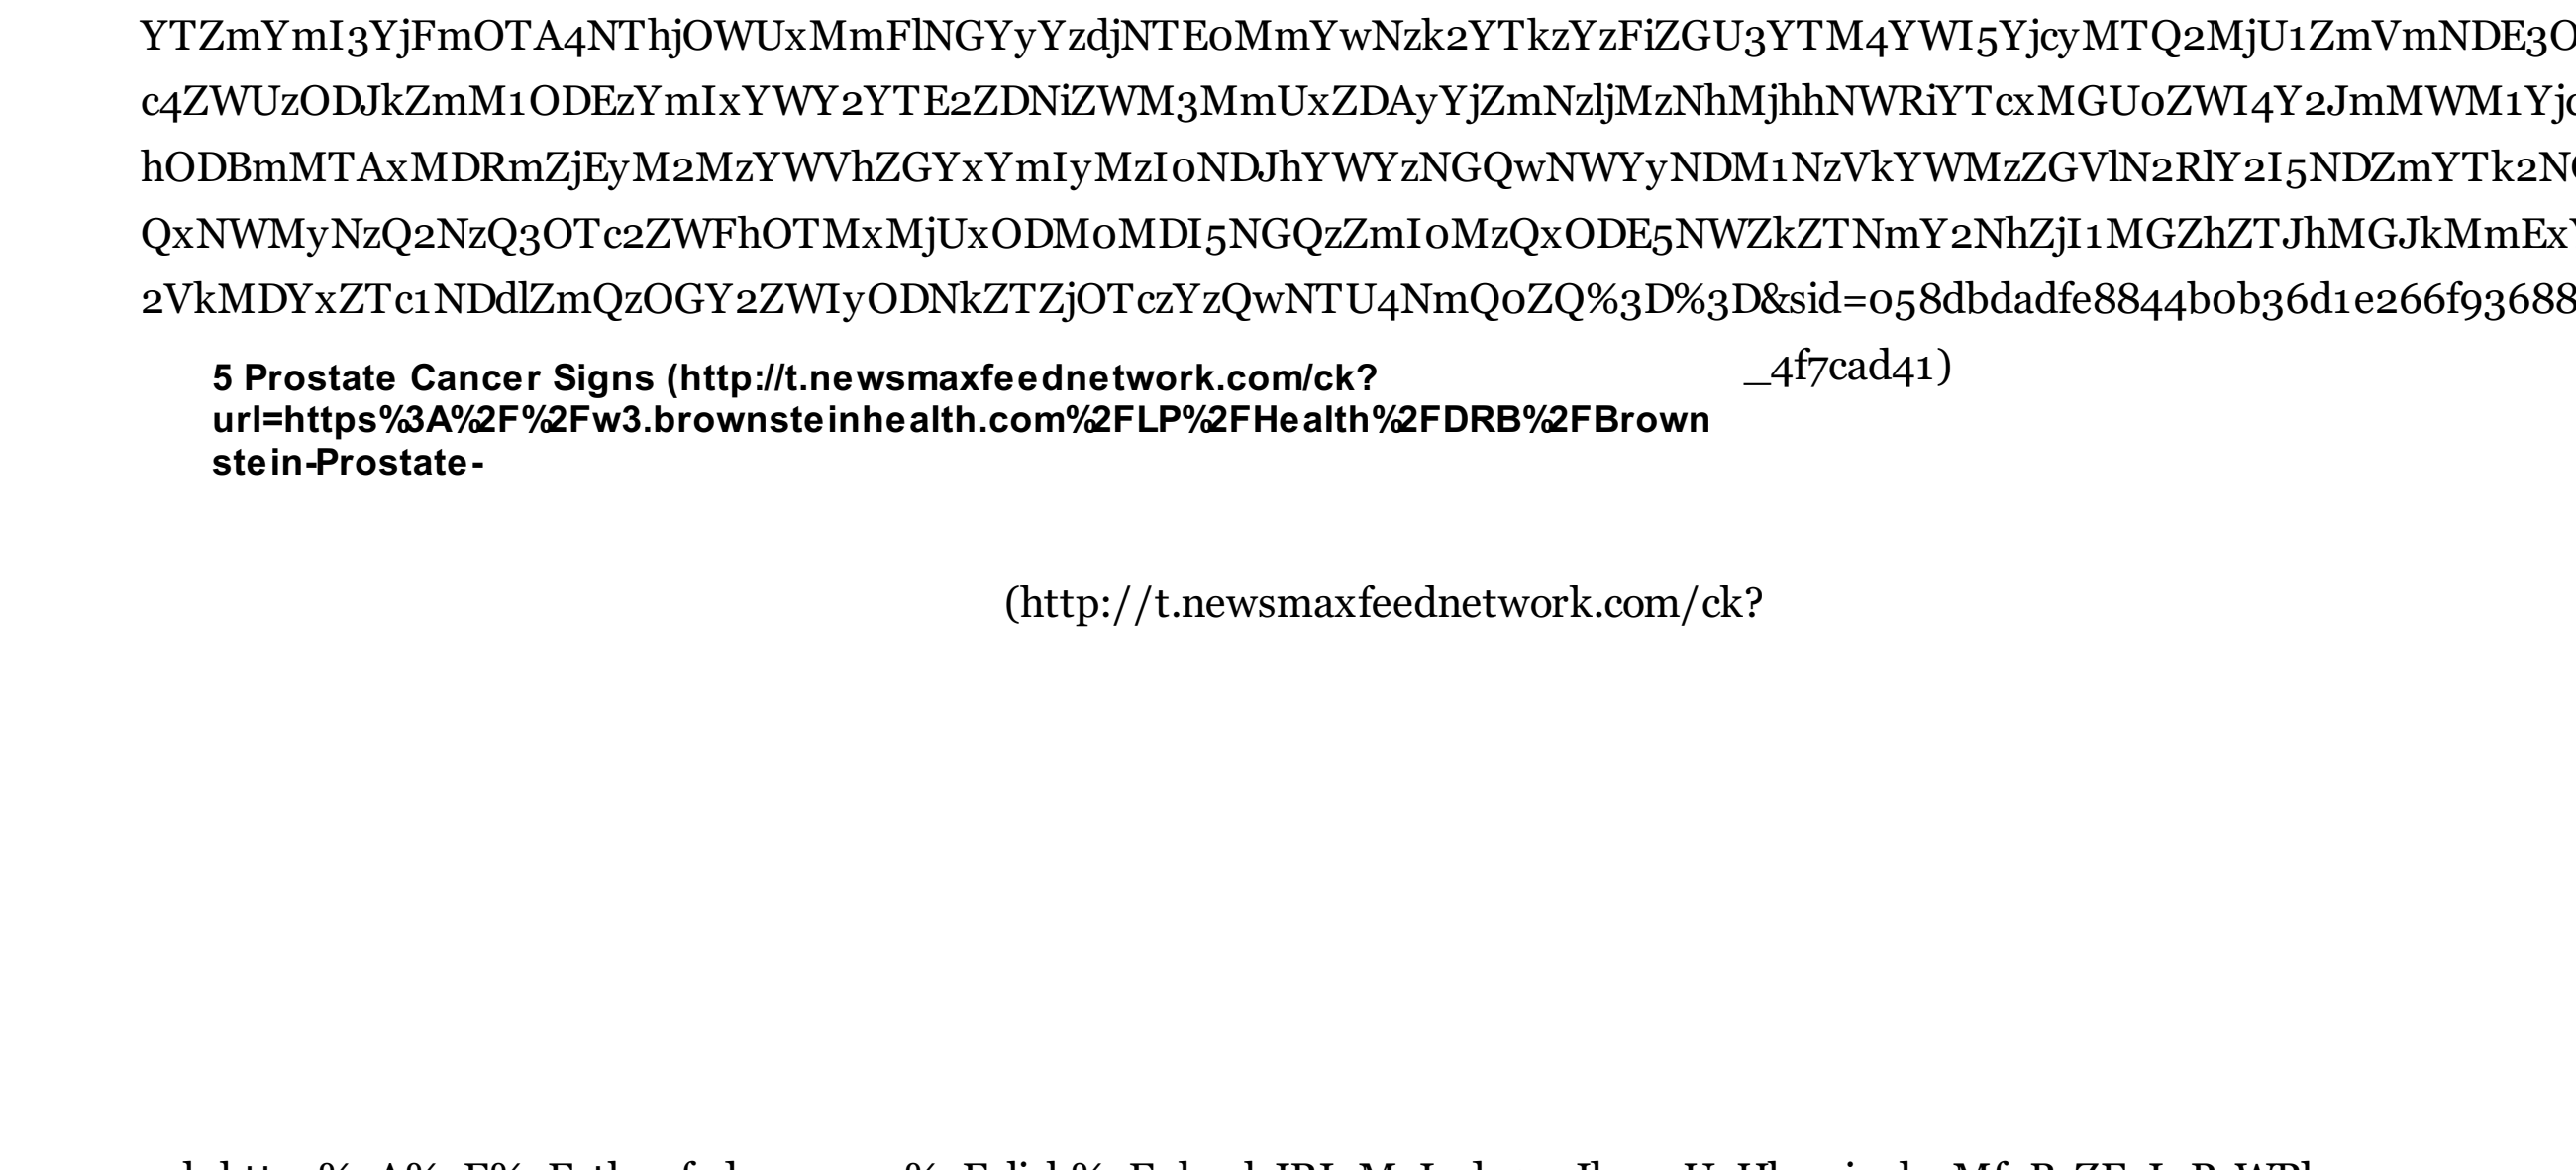 YTZmYmI3YjFmOTA4NThjOWUxMmFlNGYyYzdjNTE0MmYwNzk2YTkzYzFiZGU3YTM4YWI5YjcyMTQ2MjU1ZmVmNDE3O
c4ZWUzODJkZmM1ODEzYmIxYWY2YTE2ZDNiZWM3MmUxZDAyYjZmNzljMzNhMjhhNWRiYTcxMGU0ZWI4Y2JmMWM1Yjc
hODBmMTAxMDRmZjEyM2MzYWVhZGYxYmIyMzI0NDJhYWYzNGQwNWYyNDM1NzVkYWMzZGVlN2RlY2I5NDZmYTk2N
QxNWMyNzQ2NzQ3OTc2ZWFhOTMxMjUxODM0MDI5NGQzZmI0MzQxODE5NWZkZTNmY2NhZjI1MGZhZTJhMGJkMmEx
2VkMDYxZTc1NDdlZmQzOGY2ZWIyODNkZTZjOTczYzQwNTU4NmQ0ZQ%3D%3D&sid=058dbdadfe8844b0b36d1e266f93688
_4f7cad41)
5 Prostate Cancer Signs (http://t.newsmaxfeednetwork.com/ck?
url=https%3A%2F%2Fw3.brownsteinhealth.com%2FLP%2FHealth%2FDRB%2FBrown
stein-Prostate-
(http://t.newsmaxfeednetwork.com/ck?